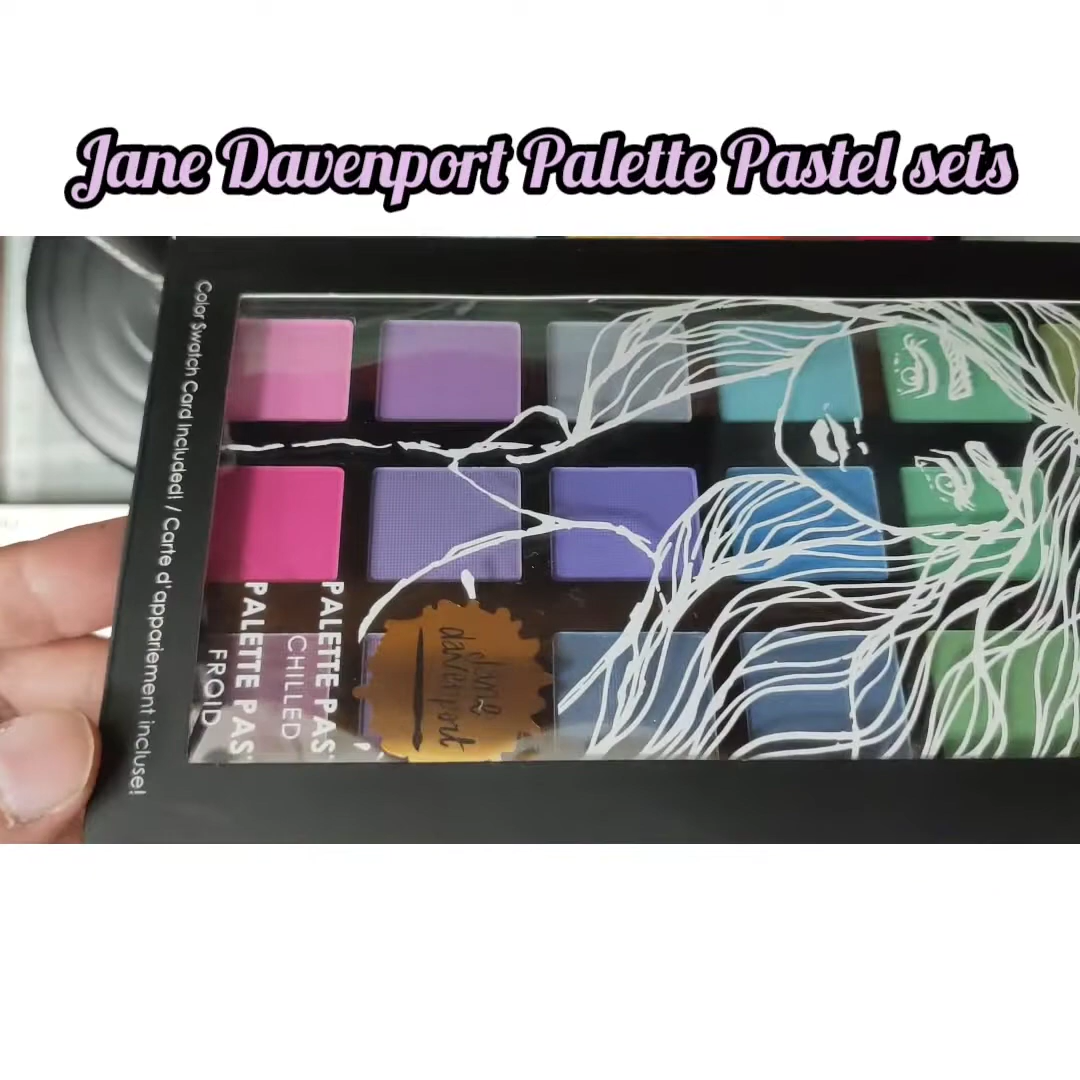 Jane Davenport Palette Pastel sets
Color Swatch Card Included! / Carte d'appariement incluse!
PALETTE PAS
CHILLED
PALETTE PAS
FROID
Jane
davenport